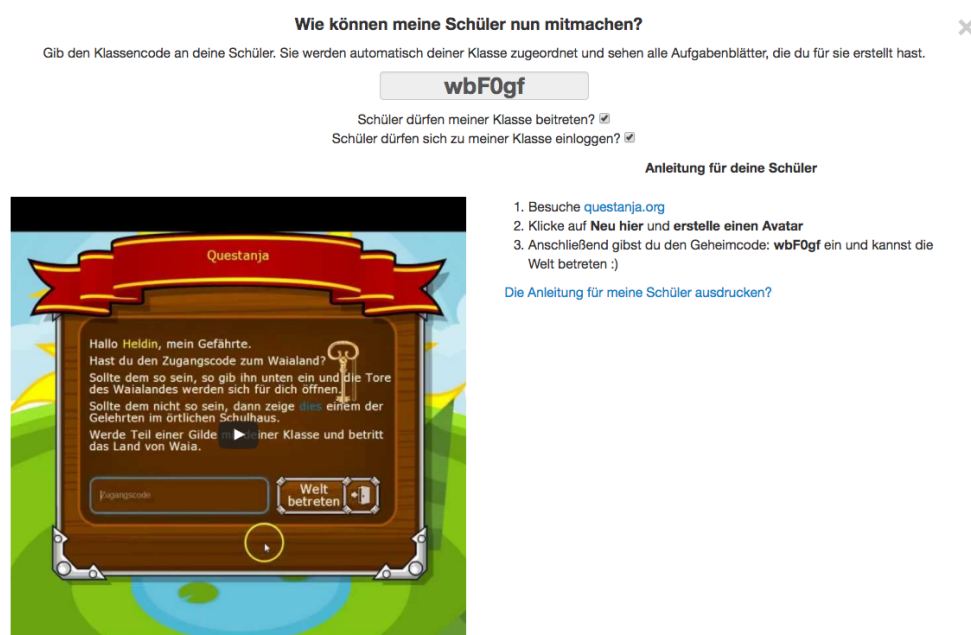 Wie können meine Schüler nun mitmachen?
Gib den Klassencode an deine Schüler. Sie werden automatisch deiner Klasse zugeordnet und sehen alle Aufgabenblätter, die du für sie erstellt hast.
wbF0gf
Schüler dürfen meiner Klasse beitreten?
Schüler dürfen sich zu meiner Klasse einloggen?
Anleitung für deine Schüler
1. Besuche questanja.org
2. Klicke auf Neu hier und erstelle einen Avatar
3. Anschließend gibst du den Geheimcode: wbF0gf ein und kannst die
Welt betreten :)
Die Anleitung für meine Schüler ausdrucken?
Questanja
Hallo Heldin, mein Gefährte.
Hast du den Zugangscode zum Waialand?
Sollte dem so sein, so gib ihn unten ein und die Tore
des Waialandes werden sich für dich öffnen.
Sollte dem nicht so sein, dann zeige dies einem der
Gelehrten im örtlichen Schulhaus.
Werde Teil einer Gilde deiner Klasse und betritt
das Land von Waia.
Zugangscode
Welt
betreten